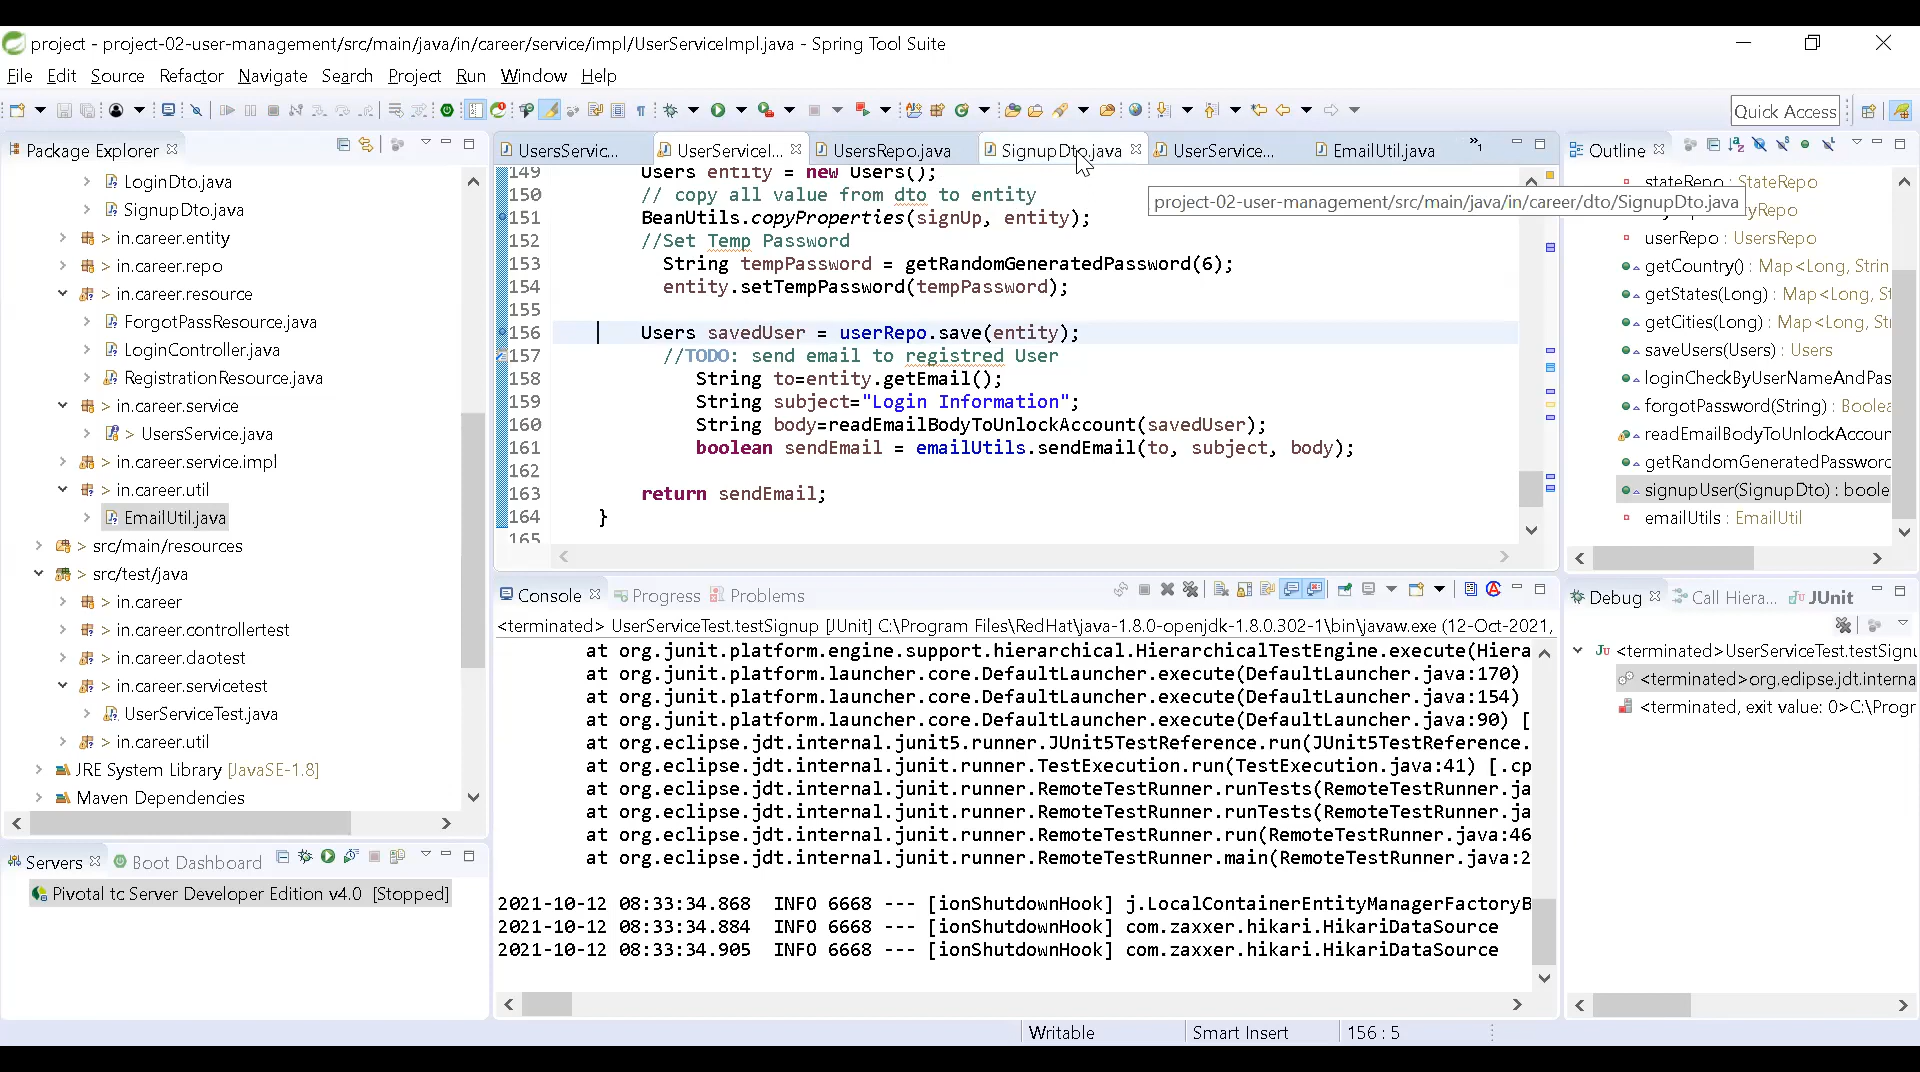 project - project-02-user-management/src/main/java/in/career/service/impl/UserServiceImpl.java - Spring Tool Suite
File Edit Source Refactor Navigate Search Project Run Window Help
Quick Access
Package Explorer
LoginDto.java
SignupDto.java
> in.career.entity
> in.career.repo
> in.career.resource
ForgotPassResource.java
LoginController.java
RegistrationResource.java
> in.career.service
> UsersService.java
> in.career.service.impl
> in.career.util
EmailUtil.java
> src/main/resources
> src/test/java
> in.career
> in.career.controllertest
> in.career.daotest
> in.career.servicetest
UserServiceTest.java
> in.career.util
JRE System Library [JavaSE-1.8]
Maven Dependencies
Servers Boot Dashboard
Pivotal tc Server Developer Edition v4.0 [Stopped]
UsersServic... UserServiceI... UsersRepo.java SignupDto.java UserService... EmailUtil.java »1
project-02-user-management/src/main/java/in/career/dto/SignupDto.java
149 Users entity = new Users();
150 // copy all value from dto to entity
151 BeanUtils.copyProperties(signUp, entity);
152 //Set Temp Password
153 String tempPassword = getRandomGeneratedPassword(6);
154 entity.setTempPassword(tempPassword);
155
156 Users savedUser = userRepo.save(entity);
157 //TODO: send email to registred User
158 String to=entity.getEmail();
159 String subject="Login Information";
160 String body=readEmailBodyToUnlockAccount(savedUser);
161 boolean sendEmail = emailUtils.sendEmail(to, subject, body);
162
163 return sendEmail;
164 }
165
Console Progress Problems
<terminated> UserServiceTest.testSignup [JUnit] C:\Program Files\RedHat\java-1.8.0-openjdk-1.8.0.302-1\bin\javaw.exe (12-Oct-2021,
at org.junit.platform.engine.support.hierarchical.HierarchicalTestEngine.execute(Hiera
at org.junit.platform.launcher.core.DefaultLauncher.execute(DefaultLauncher.java:170)
at org.junit.platform.launcher.core.DefaultLauncher.execute(DefaultLauncher.java:154)
at org.junit.platform.launcher.core.DefaultLauncher.execute(DefaultLauncher.java:90) [
at org.eclipse.jdt.internal.junit5.runner.JUnit5TestReference.run(JUnit5TestReference.
at org.eclipse.jdt.internal.junit.runner.TestExecution.run(TestExecution.java:41) [.cp
at org.eclipse.jdt.internal.junit.runner.RemoteTestRunner.runTests(RemoteTestRunner.ja
at org.eclipse.jdt.internal.junit.runner.RemoteTestRunner.runTests(RemoteTestRunner.ja
at org.eclipse.jdt.internal.junit.runner.RemoteTestRunner.run(RemoteTestRunner.java:46
at org.eclipse.jdt.internal.junit.runner.RemoteTestRunner.main(RemoteTestRunner.java:2
2021-10-12 08:33:34.868 INFO 6668 --- [ionShutdownHook] j.LocalContainerEntityManagerFactoryB
2021-10-12 08:33:34.884 INFO 6668 --- [ionShutdownHook] com.zaxxer.hikari.HikariDataSource
2021-10-12 08:33:34.905 INFO 6668 --- [ionShutdownHook] com.zaxxer.hikari.HikariDataSource
Outline
stateRepo : StateRepo
yRepo
userRepo : UsersRepo
getCountry() : Map<Long, Strin
getStates(Long) : Map<Long, St
getCities(Long) : Map<Long, Stri
saveUsers(Users) : Users
loginCheckByUserNameAndPas
forgotPassword(String) : Boolea
readEmailBodyToUnlockAccour
getRandomGeneratedPassword
signupUser(SignupDto) : boole
emailUtils : EmailUtil
Debug Call Hiera... JUnit
<terminated>UserServiceTest.testSignu
<terminated>org.eclipse.jdt.interna
<terminated, exit value: 0>C:\Progr
Writable Smart Insert 156 : 5